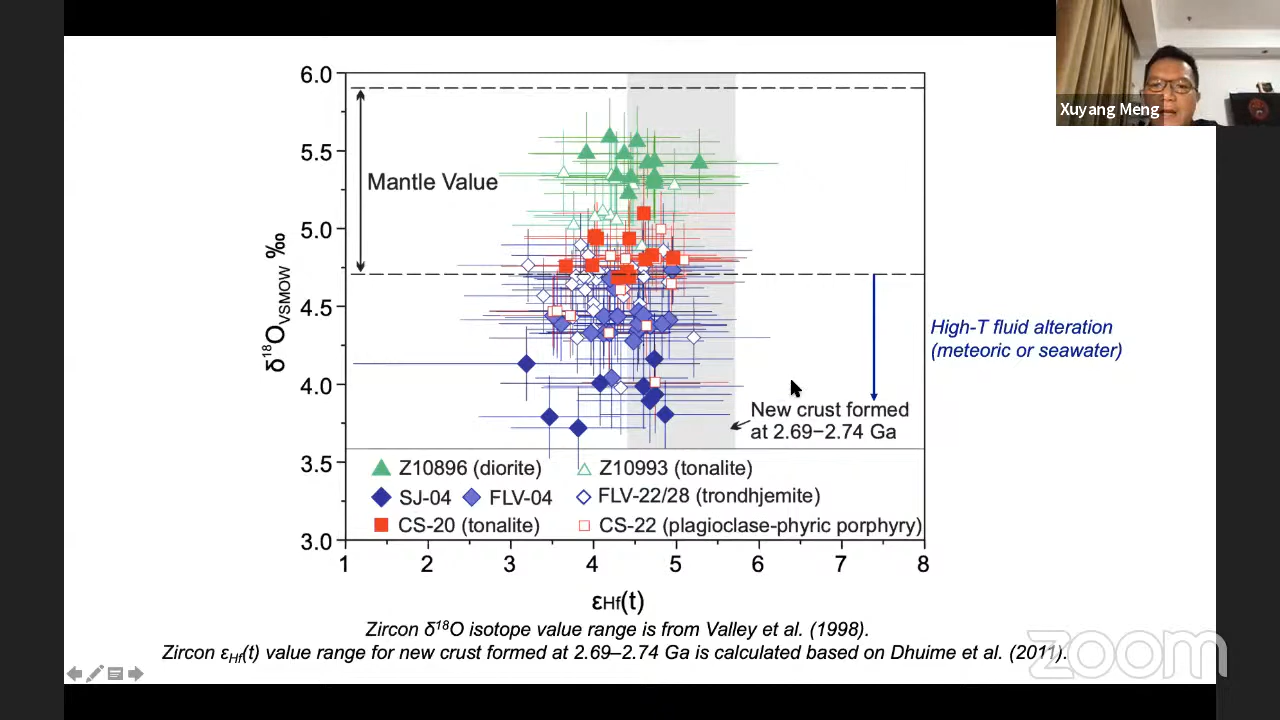 Xuyang Meng
6.0
5.5
5.0
4.5
4.0
3.5
3.0
δ¹⁸O VSMOW ‰
Mantle Value
High-T fluid alteration
(meteoric or seawater)
New crust formed
at 2.69−2.74 Ga
Z10896 (diorite) Z10993 (tonalite)
SJ-04 FLV-04 FLV-22/28 (trondhjemite)
CS-20 (tonalite) CS-22 (plagioclase-phyric porphyry)
1 2 3 4 5 6 7 8
εHf(t)
Zircon δ¹⁸O isotope value range is from Valley et al. (1998).
Zircon εHf(t) value range for new crust formed at 2.69–2.74 Ga is calculated based on Dhuime et al. (2011).
zoom